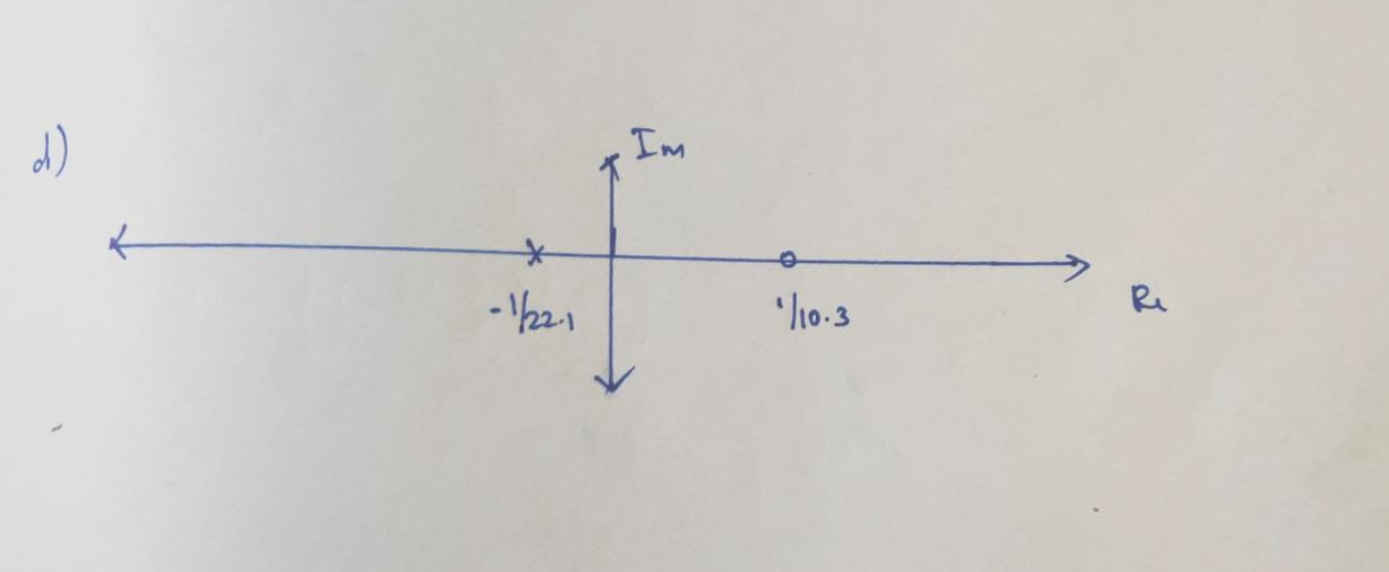 d)
Im
-1/22.1
1/10.3
Re